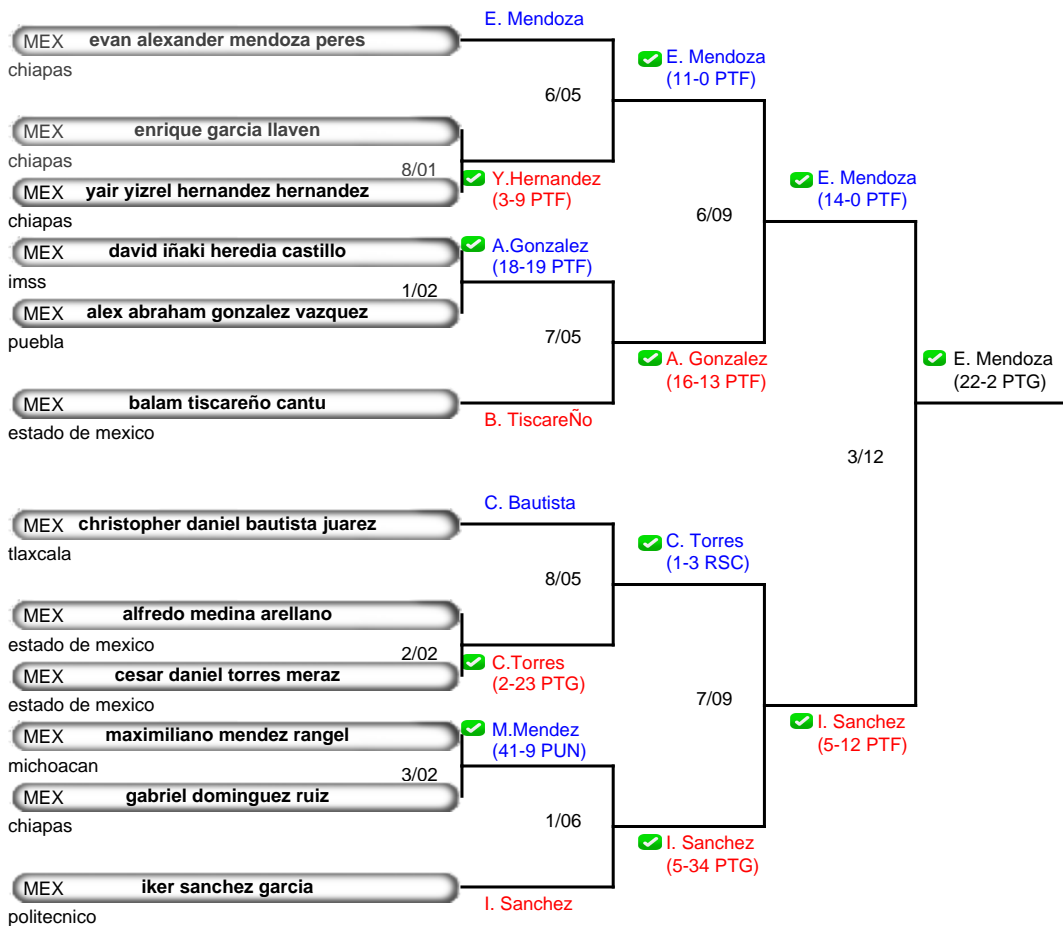 E. Mendoza
MEX evan alexander mendoza peres
chiapas
E. Mendoza
(11-0 PTF)
6/05
MEX enrique garcia llaven
chiapas
8/01
MEX yair yizrel hernandez hernandez
chiapas
Y.Hernandez
(3-9 PTF)
E. Mendoza
(14-0 PTF)
6/09
MEX david iñaki heredia castillo
imss
A.Gonzalez
(18-19 PTF)
1/02
MEX alex abraham gonzalez vazquez
puebla
7/05
A. Gonzalez
(16-13 PTF)
E. Mendoza
(22-2 PTG)
MEX balam tiscareño cantu
estado de mexico
B. TiscareÑo
3/12
C. Bautista
MEX christopher daniel bautista juarez
tlaxcala
C. Torres
(1-3 RSC)
8/05
MEX alfredo medina arellano
estado de mexico
2/02
MEX cesar daniel torres meraz
estado de mexico
C.Torres
(2-23 PTG)
7/09
I. Sanchez
(5-12 PTF)
MEX maximiliano mendez rangel
michoacan
M.Mendez
(41-9 PUN)
3/02
MEX gabriel dominguez ruiz
chiapas
1/06
I. Sanchez
(5-34 PTG)
MEX iker sanchez garcia
politecnico
I. Sanchez